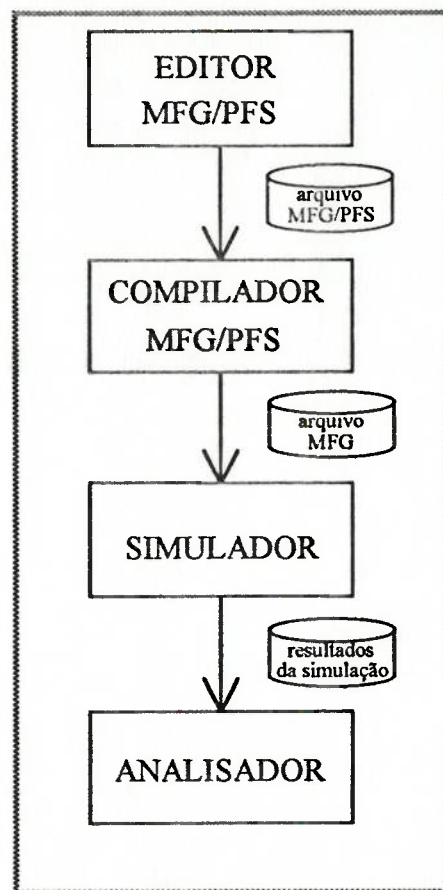 EDITOR
MFG/PFS
arquivo
MFG/PFS
COMPILADOR
MFG/PFS
arquivo
MFG
SIMULADOR
resultados
da simulação
ANALISADOR